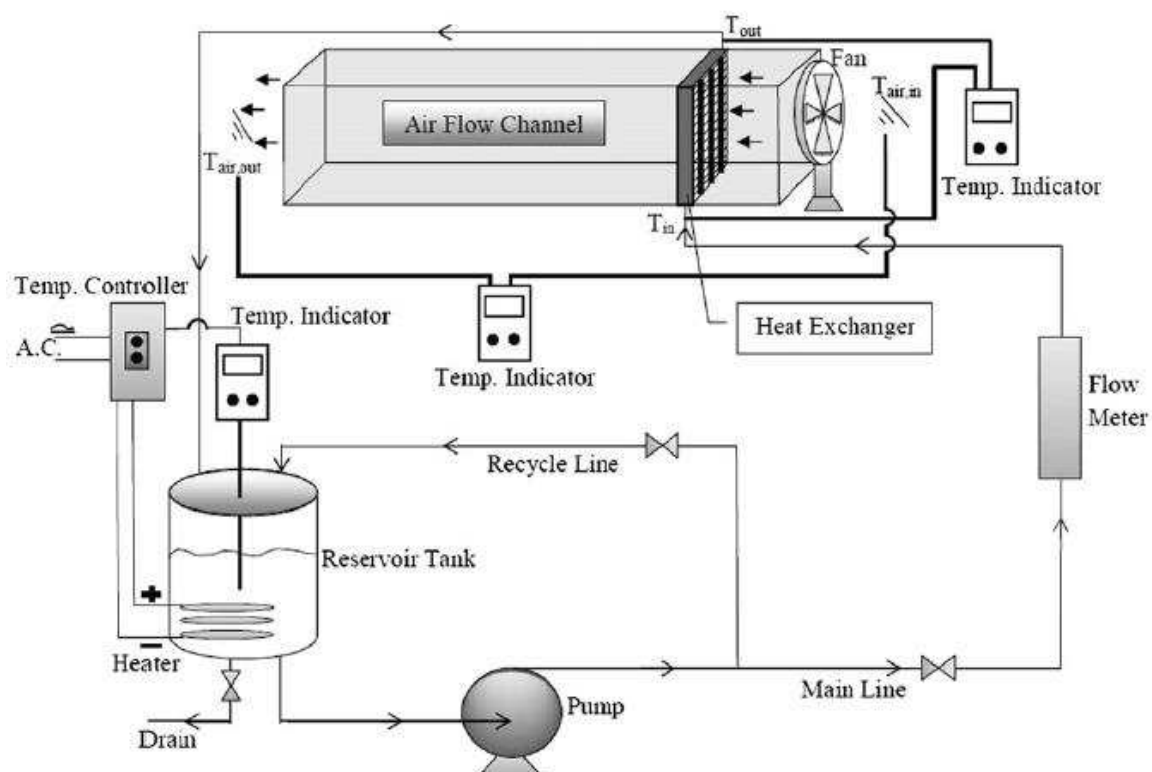 T_out
Fan
T_air,in
Air Flow Channel
T_air,out
Temp. Indicator
T_in
Temp. Controller
Temp. Indicator
Heat Exchanger
A.C.
Temp. Indicator
Flow
Meter
Recycle Line
Reservoir Tank
+
−
Heater
Main Line
Pump
Drain